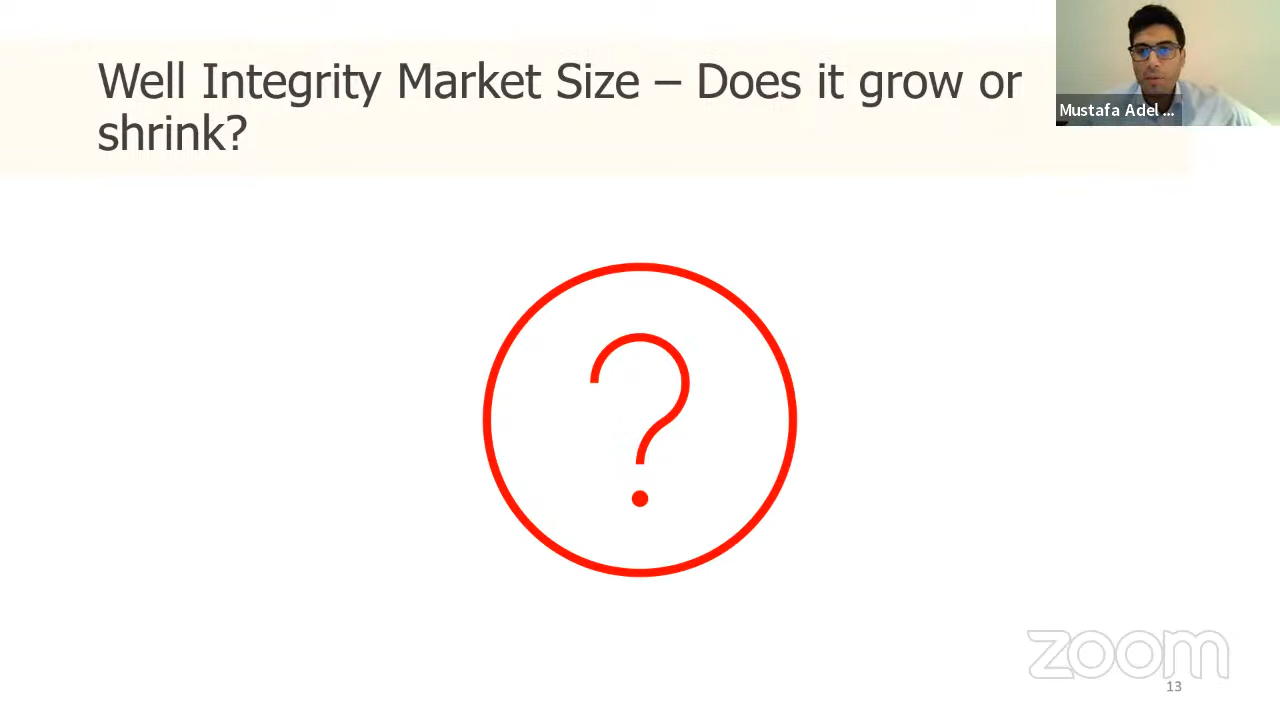 Well Integrity Market Size – Does it grow or
shrink?
Mustafa Adel ...
?
zoom
13